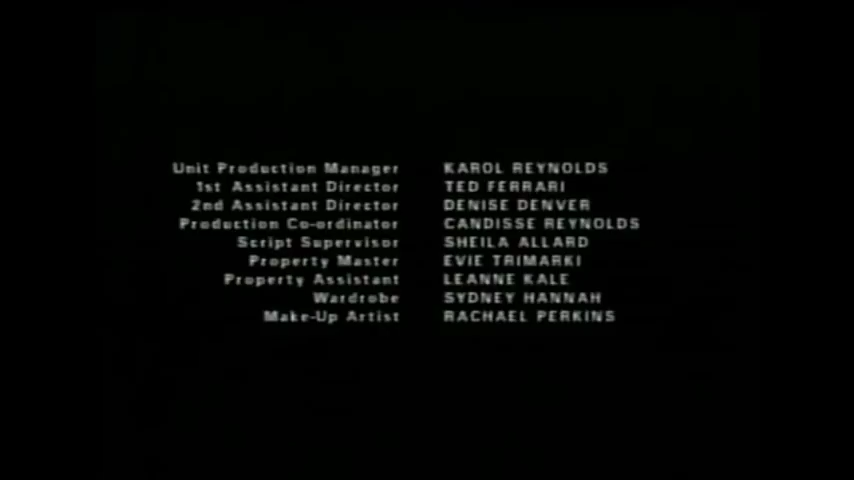 Unit Production Manager KAROL REYNOLDS
1st Assistant Director TED FERRARI
2nd Assistant Director DENISE DENVER
Production Co-ordinator CANDISSE REYNOLDS
Script Supervisor SHEILA ALLARD
Property Master EVIE TRIMARKI
Property Assistant LEANNE KALE
Wardrobe SYDNEY HANNAH
Make-Up Artist RACHAEL PERKINS